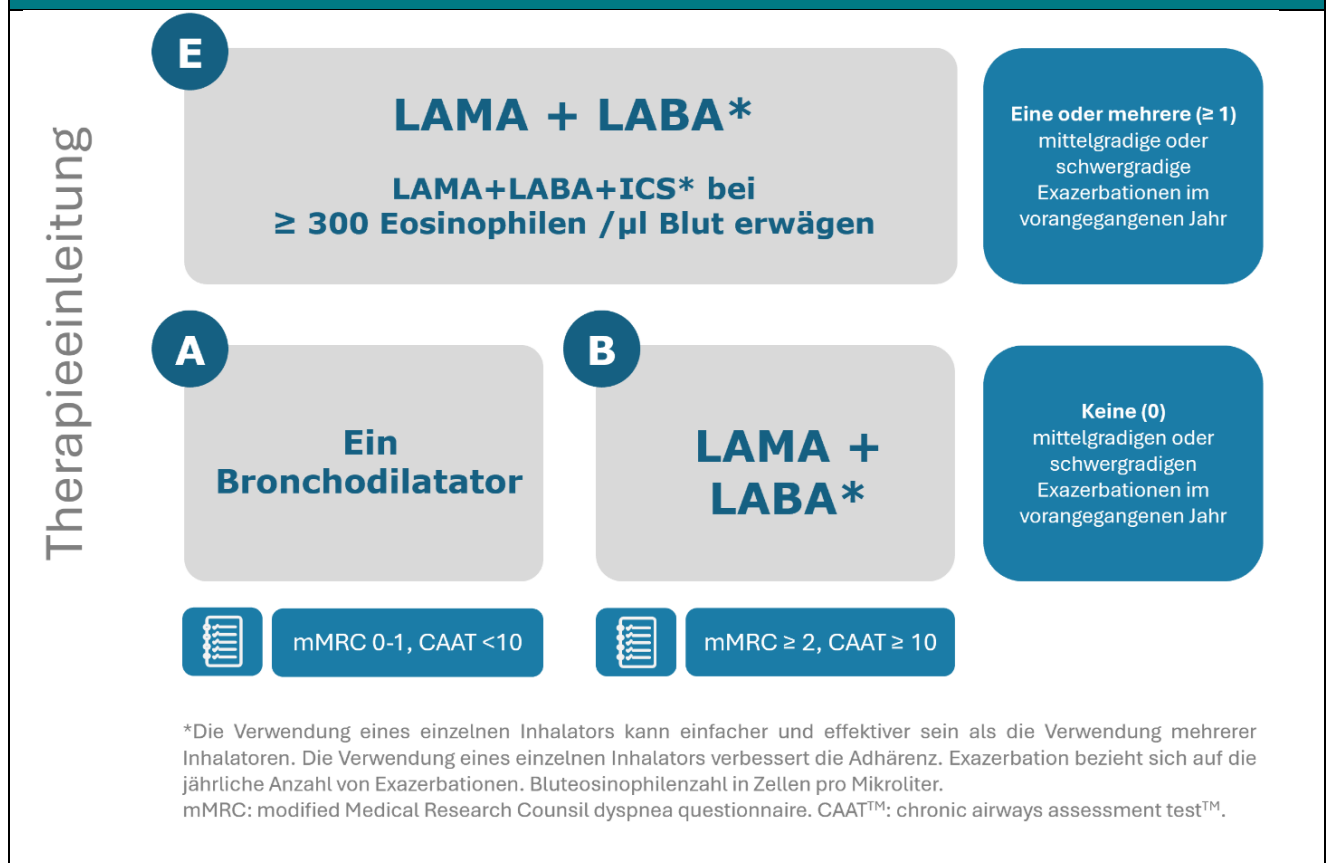 Therapieeinleitung
E
LAMA + LABA*
LAMA+LABA+ICS* bei
≥ 300 Eosinophilen /µl Blut erwägen
Eine oder mehrere (≥ 1)
mittelgradige oder
schwergradige
Exazerbationen im
vorangegangenen Jahr
A
Ein
Bronchodilatator
B
LAMA +
LABA*
Keine (0)
mittelgradigen oder
schwergradigen
Exazerbationen im
vorangegangenen Jahr
mMRC 0-1, CAAT <10
mMRC ≥ 2, CAAT ≥ 10
*Die Verwendung eines einzelnen Inhalators kann einfacher und effektiver sein als die Verwendung mehrerer
Inhalatoren. Die Verwendung eines einzelnen Inhalators verbessert die Adhärenz. Exazerbation bezieht sich auf die
jährliche Anzahl von Exazerbationen. Bluteosinophilenzahl in Zellen pro Mikroliter.
mMRC: modified Medical Research Counsil dyspnea questionnaire. CAAT™: chronic airways assessment test™.